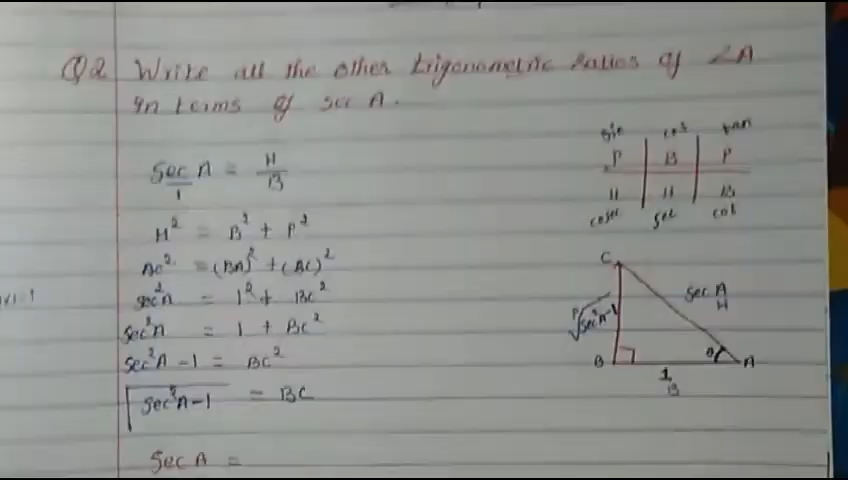 Q2 Write all the other trigonometric Ratios of ∠A
In terms of sec A.
sec A/1 = H/B
H² = B² + P²
AC² = (BA)² + (AC)²
sec²A = 1² + BC²
sec²A = 1 + BC²
sec²A - 1 = BC²
√sec²A-1 = BC
sec A =
sin cos tan
P B P
H H B
cosec sec cot
C
sec A
H
P
√sec²A-1
B θ A
1
B